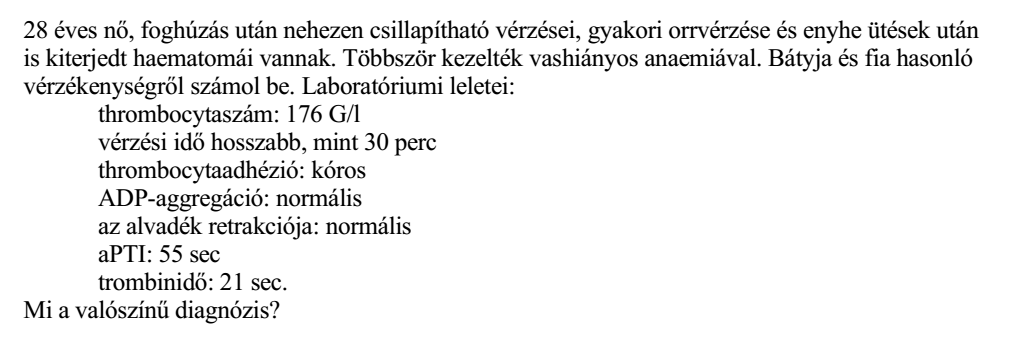 28 éves nő, foghúzás után nehezen csillapítható vérzései, gyakori orrvérzése és enyhe ütések után
is kiterjedt haematomái vannak. Többször kezelték vashiányos anaemiával. Bátyja és fia hasonló
vérzékenységről számol be. Laboratóriumi leletei:
thrombocytaszám: 176 G/l
vérzési idő hosszabb, mint 30 perc
thrombocytaadhézió: kóros
ADP-aggregáció: normális
az alvadék retrakciója: normális
aPTI: 55 sec
trombinidő: 21 sec.
Mi a valószínű diagnózis?